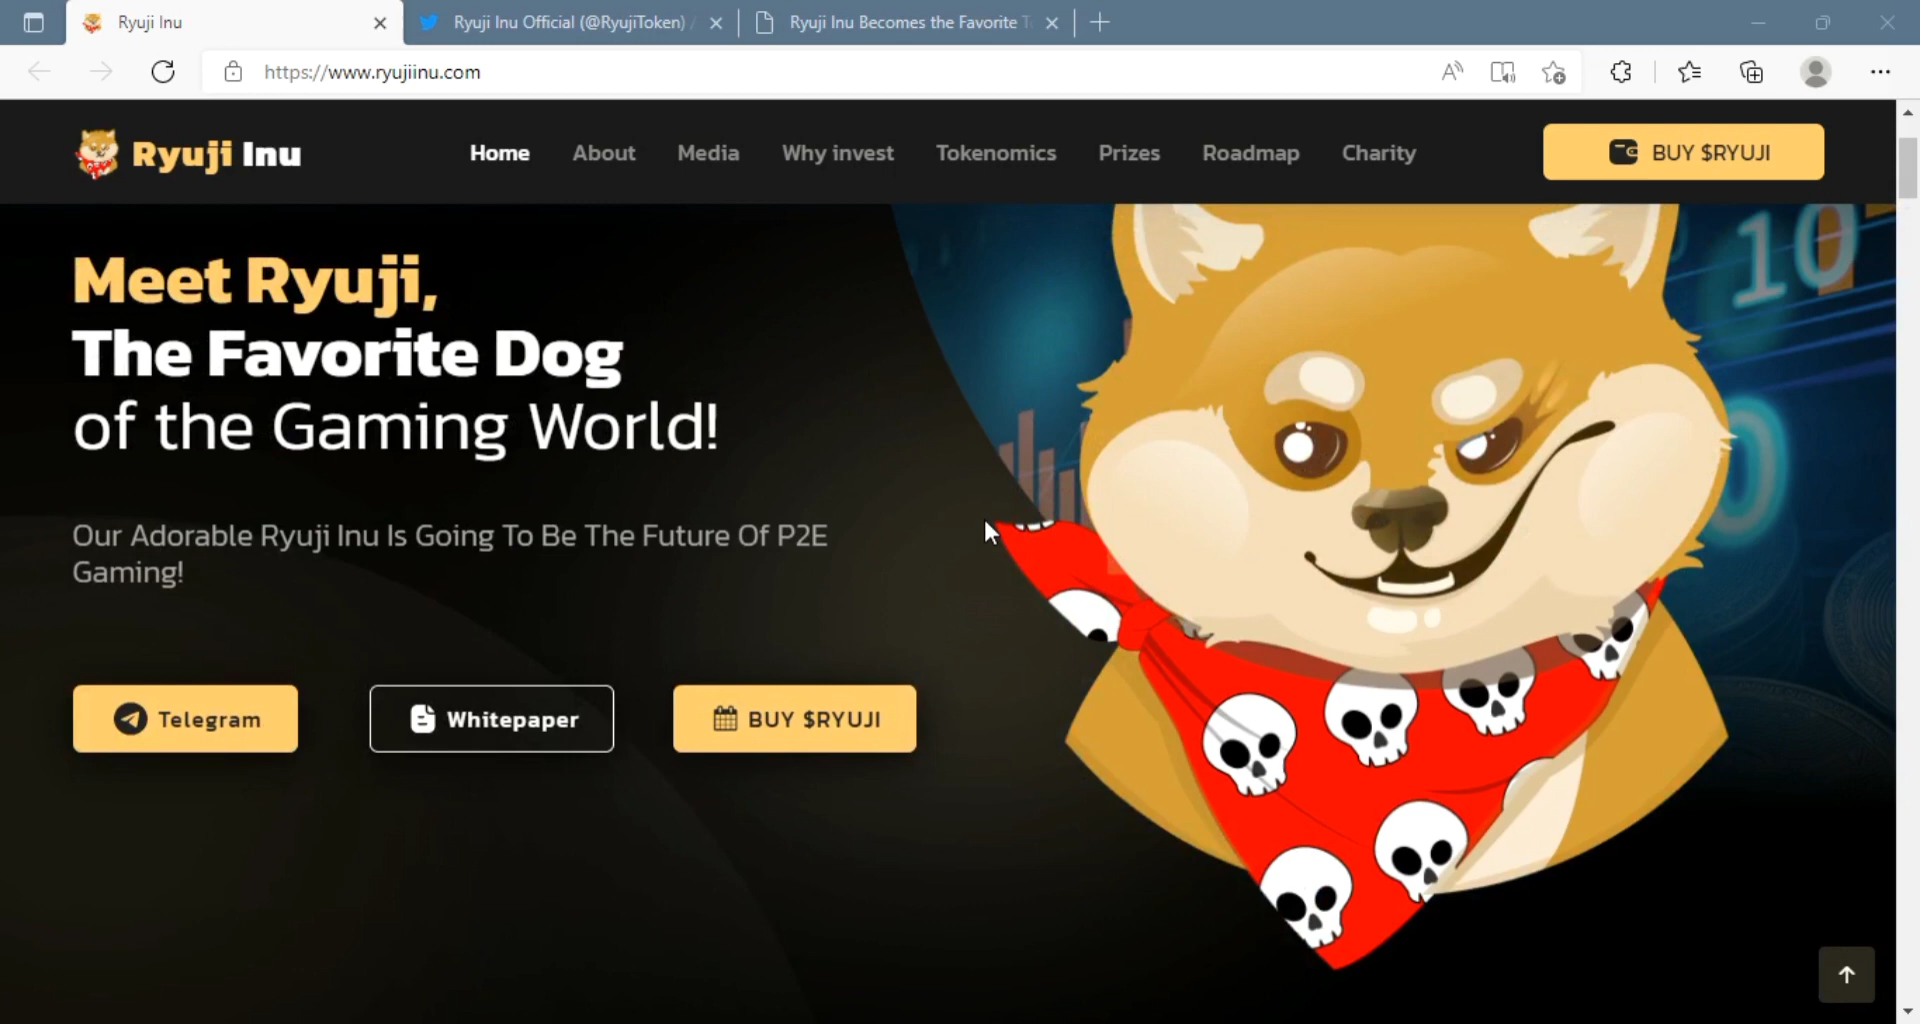 Ryuji Inu
Ryuji Inu Official (@RyujiToken) /
Ryuji Inu Becomes the Favorite T
https://www.ryujiinu.com
Ryuji Inu
Home
About
Media
Why invest
Tokenomics
Prizes
Roadmap
Charity
BUY $RYUJI
Meet Ryuji,
The Favorite Dog
of the Gaming World!
Our Adorable Ryuji Inu Is Going To Be The Future Of P2E
Gaming!
Telegram
Whitepaper
BUY $RYUJI
10
0